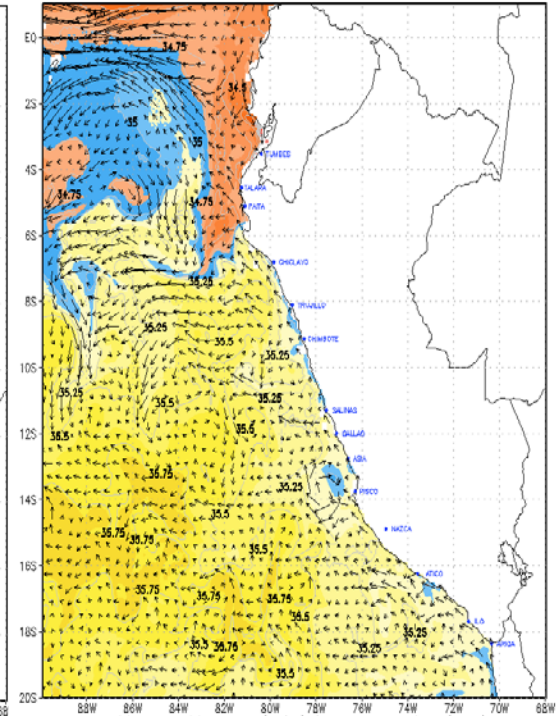 34.5
EQ
34.75
2S
34.5
35
35
TUMBES
4S
TALARA
34.75
34.75
PAITA
6S
CHICLAYO
35.25
8S
TRUJILLO
35.25
35.5
CHIMBOTE
35.25
10S
35.25
35.25
35.5
SALINAS
12S
35.5
35.5
CALLAO
ASIA
35.75
14S
35.25
PISCO
35.5
NAZCA
35.75
35.75
35.5
16S
ATICO
35.75
35.75
35.75
35.5
ILO
18S
35.25
35.5
35.75
35.25
ARICA
35.5
20S
88W 86W 84W 82W 80W 78W 76W 74W 72W 70W 68W